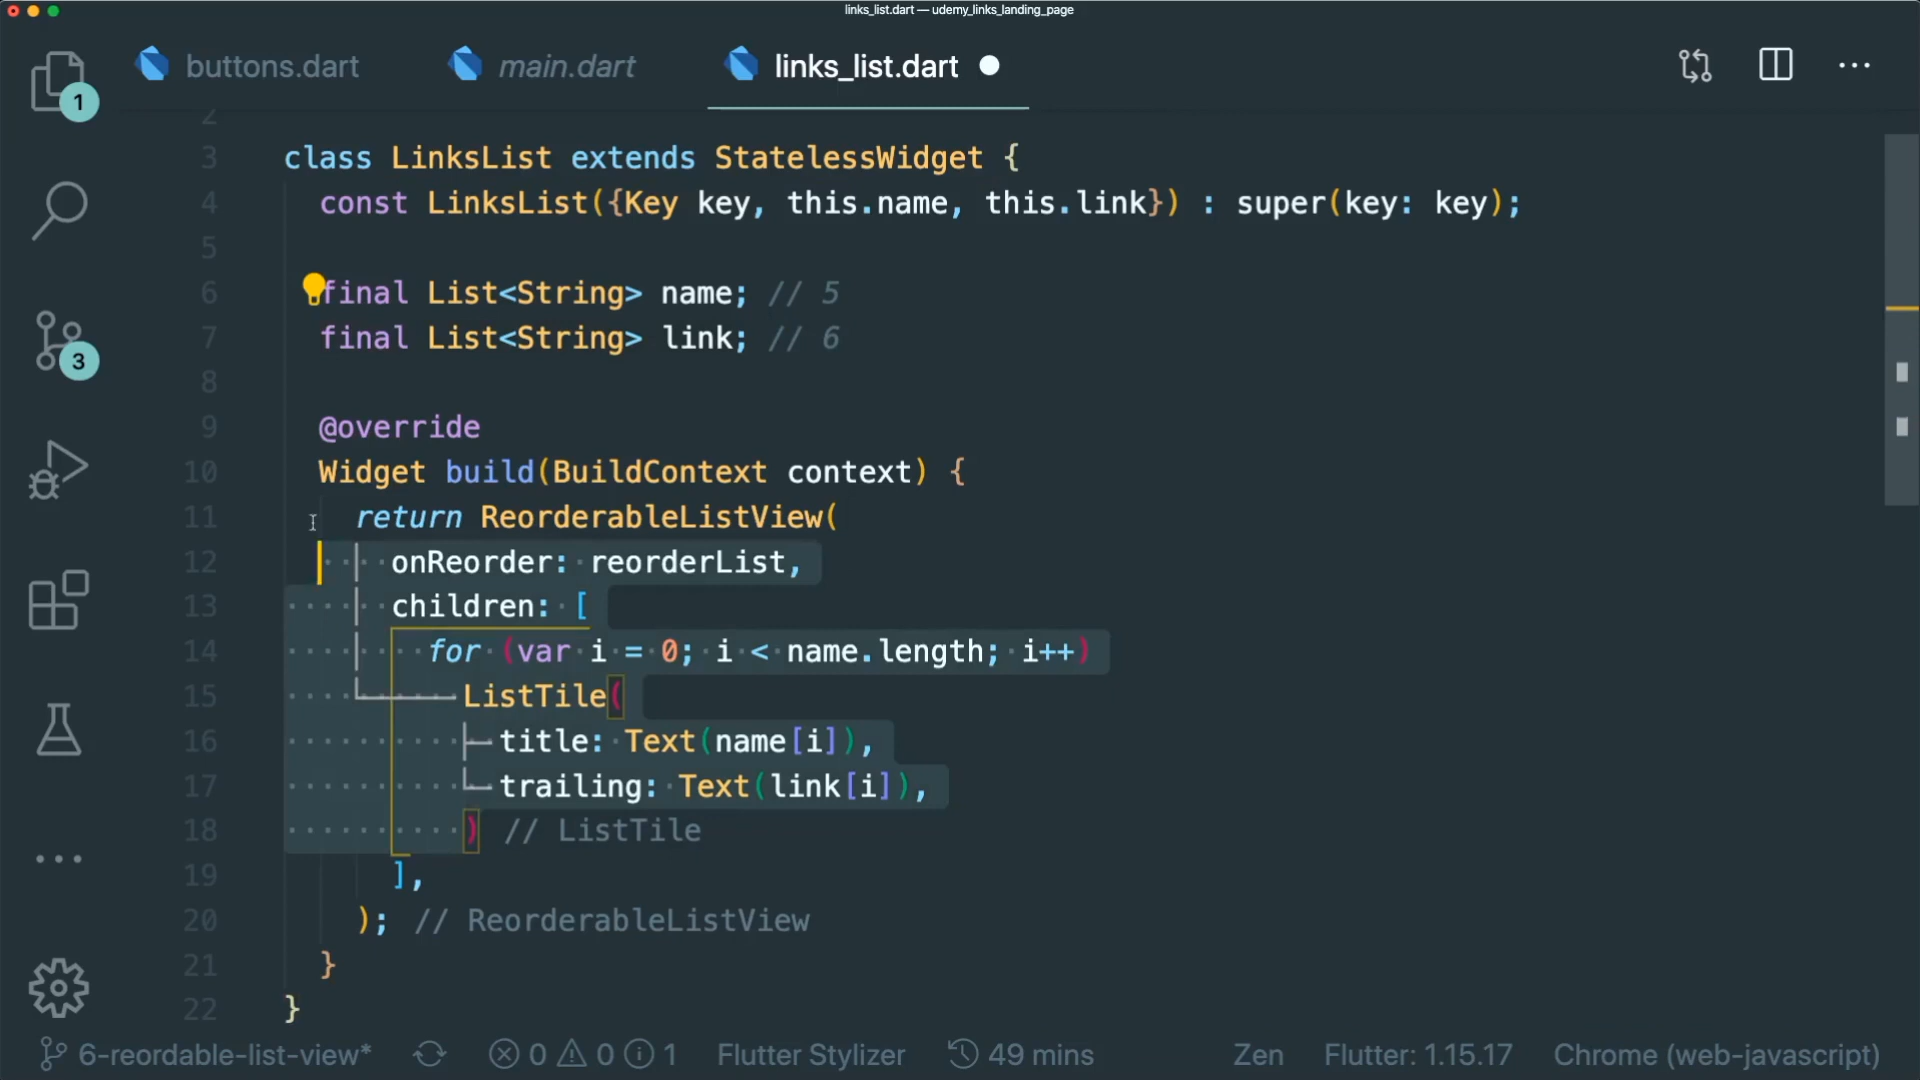 links_list.dart — udemy_links_landing_page
buttons.dart
main.dart
links_list.dart
1
2
3 class LinksList extends StatelessWidget {
4 const LinksList({Key key, this.name, this.link}) : super(key: key);
5
6 final List<String> name; // 5
7 final List<String> link; // 6
8
9 @override
10 Widget build(BuildContext context) {
11 return ReorderableListView(
12 onReorder: reorderList,
13 children: [
14 for (var i = 0; i < name.length; i++)
15 ListTile(
16 title: Text(name[i]),
17 trailing: Text(link[i]),
18 ) // ListTile
19 ],
20 ); // ReorderableListView
21 }
22 }
3
6-reordable-list-view* 0 0 1 Flutter Stylizer 49 mins Zen Flutter: 1.15.17 Chrome (web-javascript)